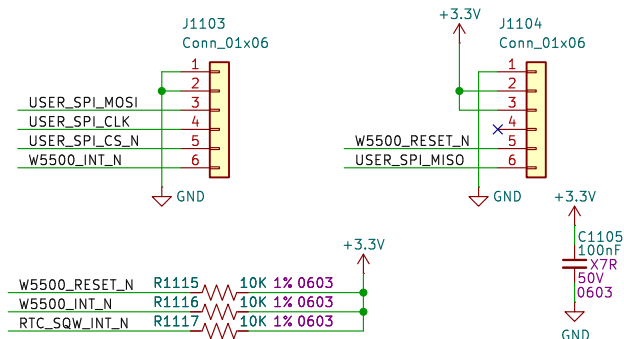 J1103
Conn_01x06
1
2
USER_SPI_MOSI 3
USER_SPI_CLK 4
USER_SPI_CS_N 5
W5500_INT_N 6
GND
+3.3V
J1104
Conn_01x06
1
2
3
4
W5500_RESET_N 5
USER_SPI_MISO 6
GND
+3.3V
C1105
100nF
X7R
50V
0603
GND
+3.3V
W5500_RESET_N R1115 10K 1% 0603
W5500_INT_N R1116 10K 1% 0603
RTC_SQW_INT_N R1117 10K 1% 0603